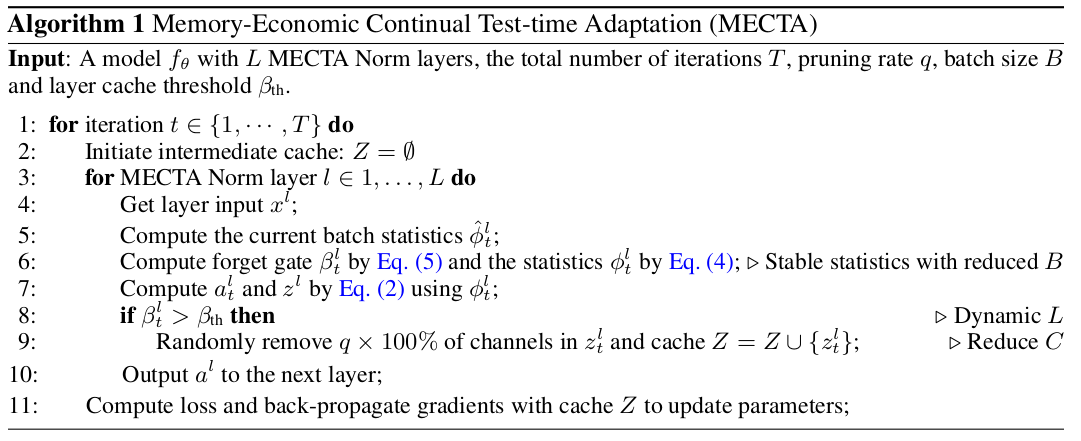 Algorithm 1 Memory-Economic Continual Test-time Adaptation (MECTA)
Input: A model $f_\theta$ with $L$ MECTA Norm layers, the total number of iterations $T$, pruning rate $q$, batch size $B$
and layer cache threshold $\beta_{\text{th}}$.
1: for iteration $t \in \{1, \cdots, T\}$ do
2: Initiate intermediate cache: $Z = \emptyset$
3: for MECTA Norm layer $l \in 1, \ldots, L$ do
4: Get layer input $x^l$;
5: Compute the current batch statistics $\hat{\phi}_t^l$;
6: Compute forget gate $\beta_t^l$ by Eq. (5) and the statistics $\phi_t^l$ by Eq. (4); ▷ Stable statistics with reduced $B$
7: Compute $a_t^l$ and $z^l$ by Eq. (2) using $\phi_t^l$;
8: if $\beta_t^l > \beta_{\text{th}}$ then ▷ Dynamic $L$
9: Randomly remove $q \times 100\%$ of channels in $z_t^l$ and cache $Z = Z \cup \{z_t^l\}$; ▷ Reduce $C$
10: Output $a^l$ to the next layer;
11: Compute loss and back-propagate gradients with cache $Z$ to update parameters;